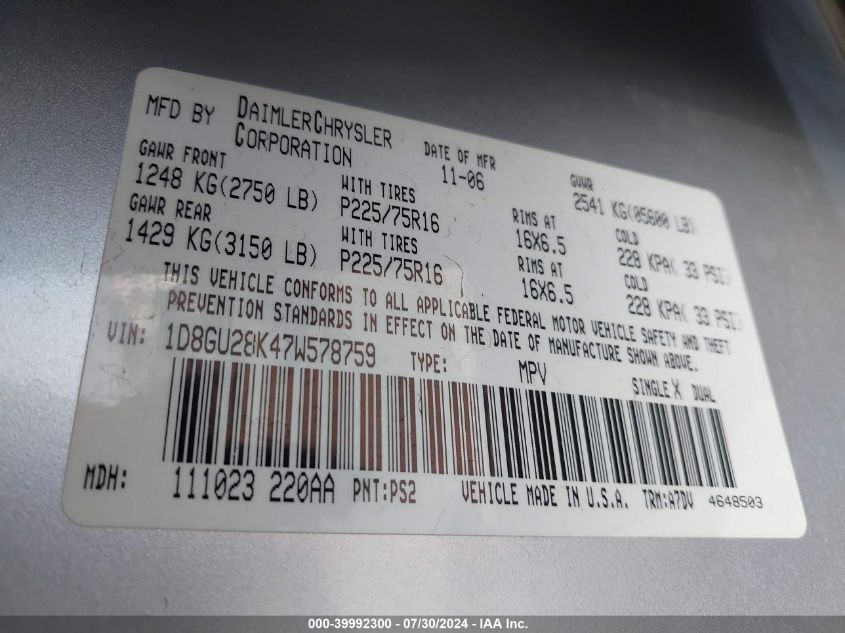 MFD BY DAIMLERCHRYSLER CORPORATION DATE OF MFR 11-06 GVWR 2541 KG(05600 LB)
GAWR FRONT WITH TIRES RIMS AT COLD
1248 KG(2750 LB) P225/75R16 16X6.5 228 KPA( 33 PSI)
GAWR REAR WITH TIRES RIMS AT COLD
1429 KG(3150 LB) P225/75R16 16X6.5 228 KPA( 33 PSI)
THIS VEHICLE CONFORMS TO ALL APPLICABLE FEDERAL MOTOR VEHICLE SAFETY AND THEFT
PREVENTION STANDARDS IN EFFECT ON THE DATE OF MANUFACTURE SHOWN ABOVE.
VIN: 1D8GU28K47W578759 TYPE: MPV SINGLE X DUAL
MDH: 111023 220AA PNT:PS2 VEHICLE MADE IN U.S.A. TRM:A7DV 4648503
000-39992300 - 07/30/2024 - IAA Inc.